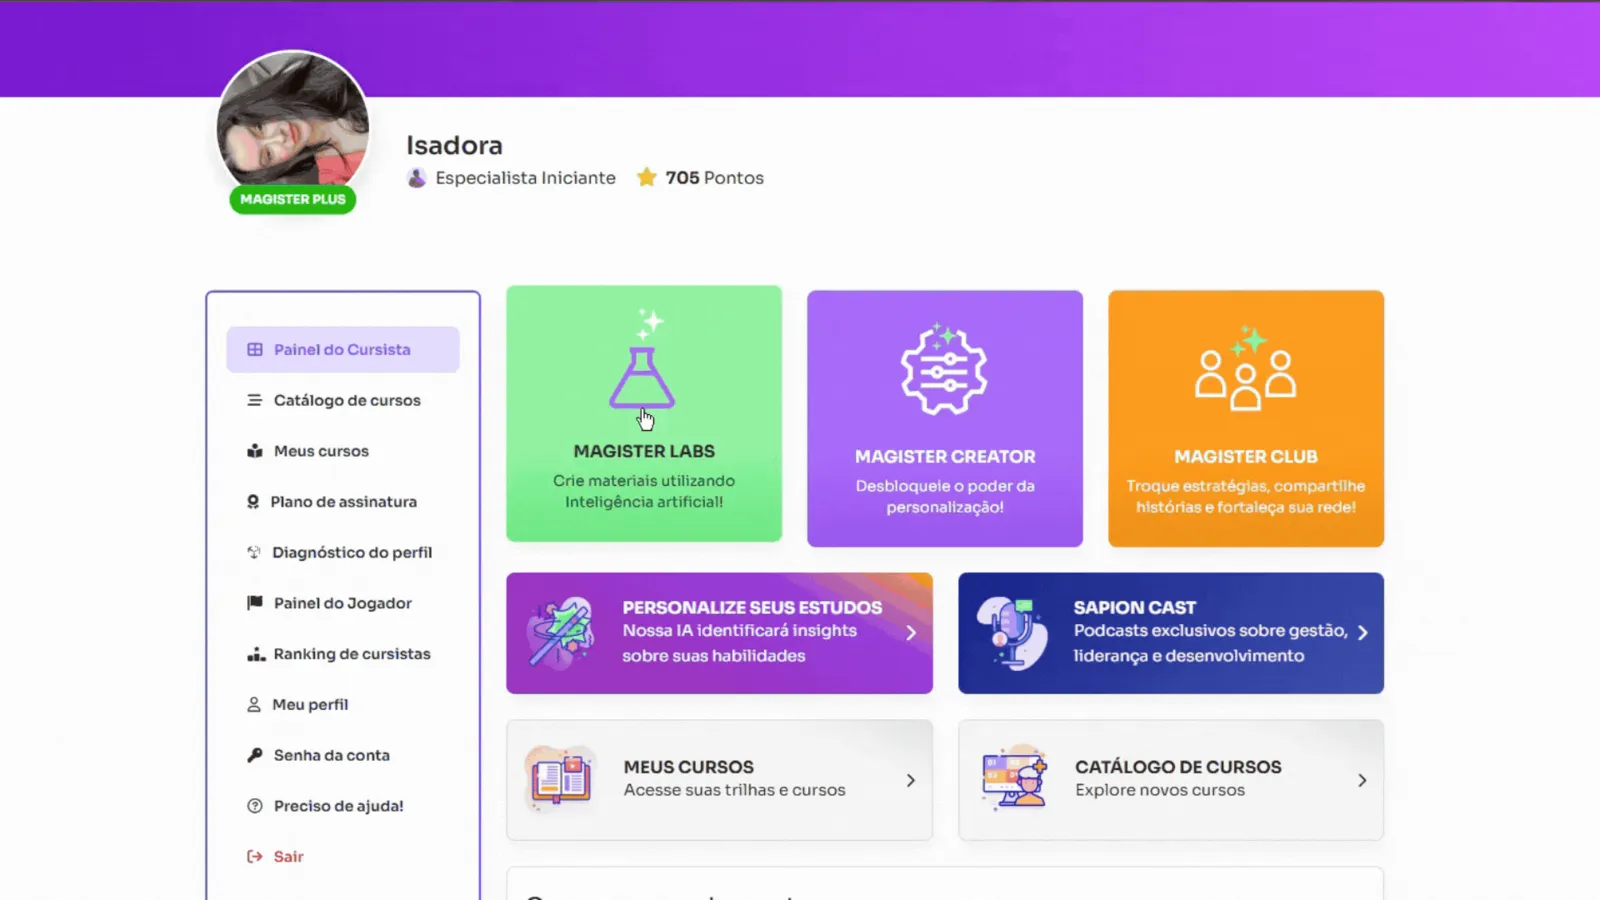 Isadora
Especialista Iniciante
705 Pontos
MAGISTER PLUS
Painel do Cursista
Catálogo de cursos
Meus cursos
Plano de assinatura
Diagnóstico do perfil
Painel do Jogador
Ranking de cursistas
Meu perfil
Senha da conta
Preciso de ajuda!
Sair
MAGISTER LABS
Crie materiais utilizando
Inteligência artificial!
MAGISTER CREATOR
Desbloqueie o poder da
personalização!
MAGISTER CLUB
Troque estratégias, compartilhe
histórias e fortaleça sua rede!
PERSONALIZE SEUS ESTUDOS
Nossa IA identificará insights
sobre suas habilidades
SAPION CAST
Podcasts exclusivos sobre gestão,
liderança e desenvolvimento
MEUS CURSOS
Acesse suas trilhas e cursos
CATÁLOGO DE CURSOS
Explore novos cursos